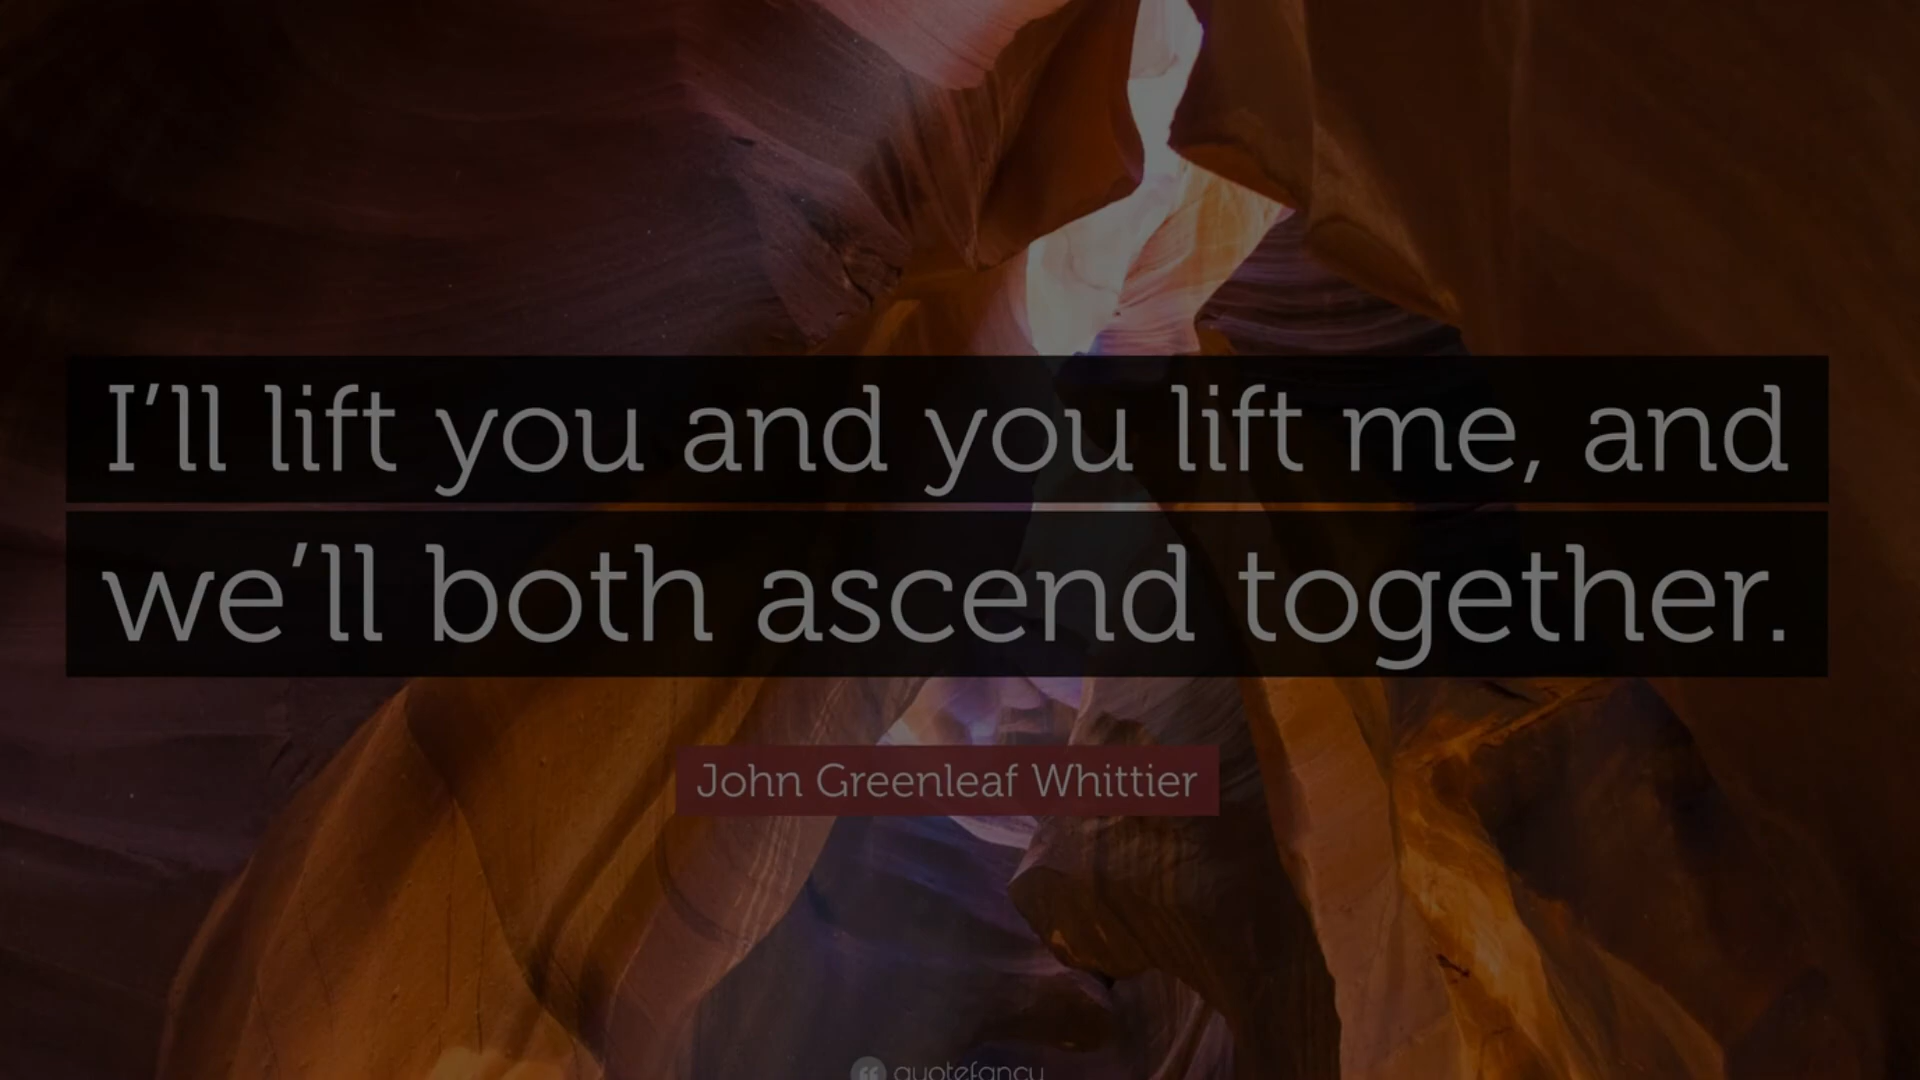 I’ll lift you and you lift me, and
we’ll both ascend together.
John Greenleaf Whittier
quotefancy